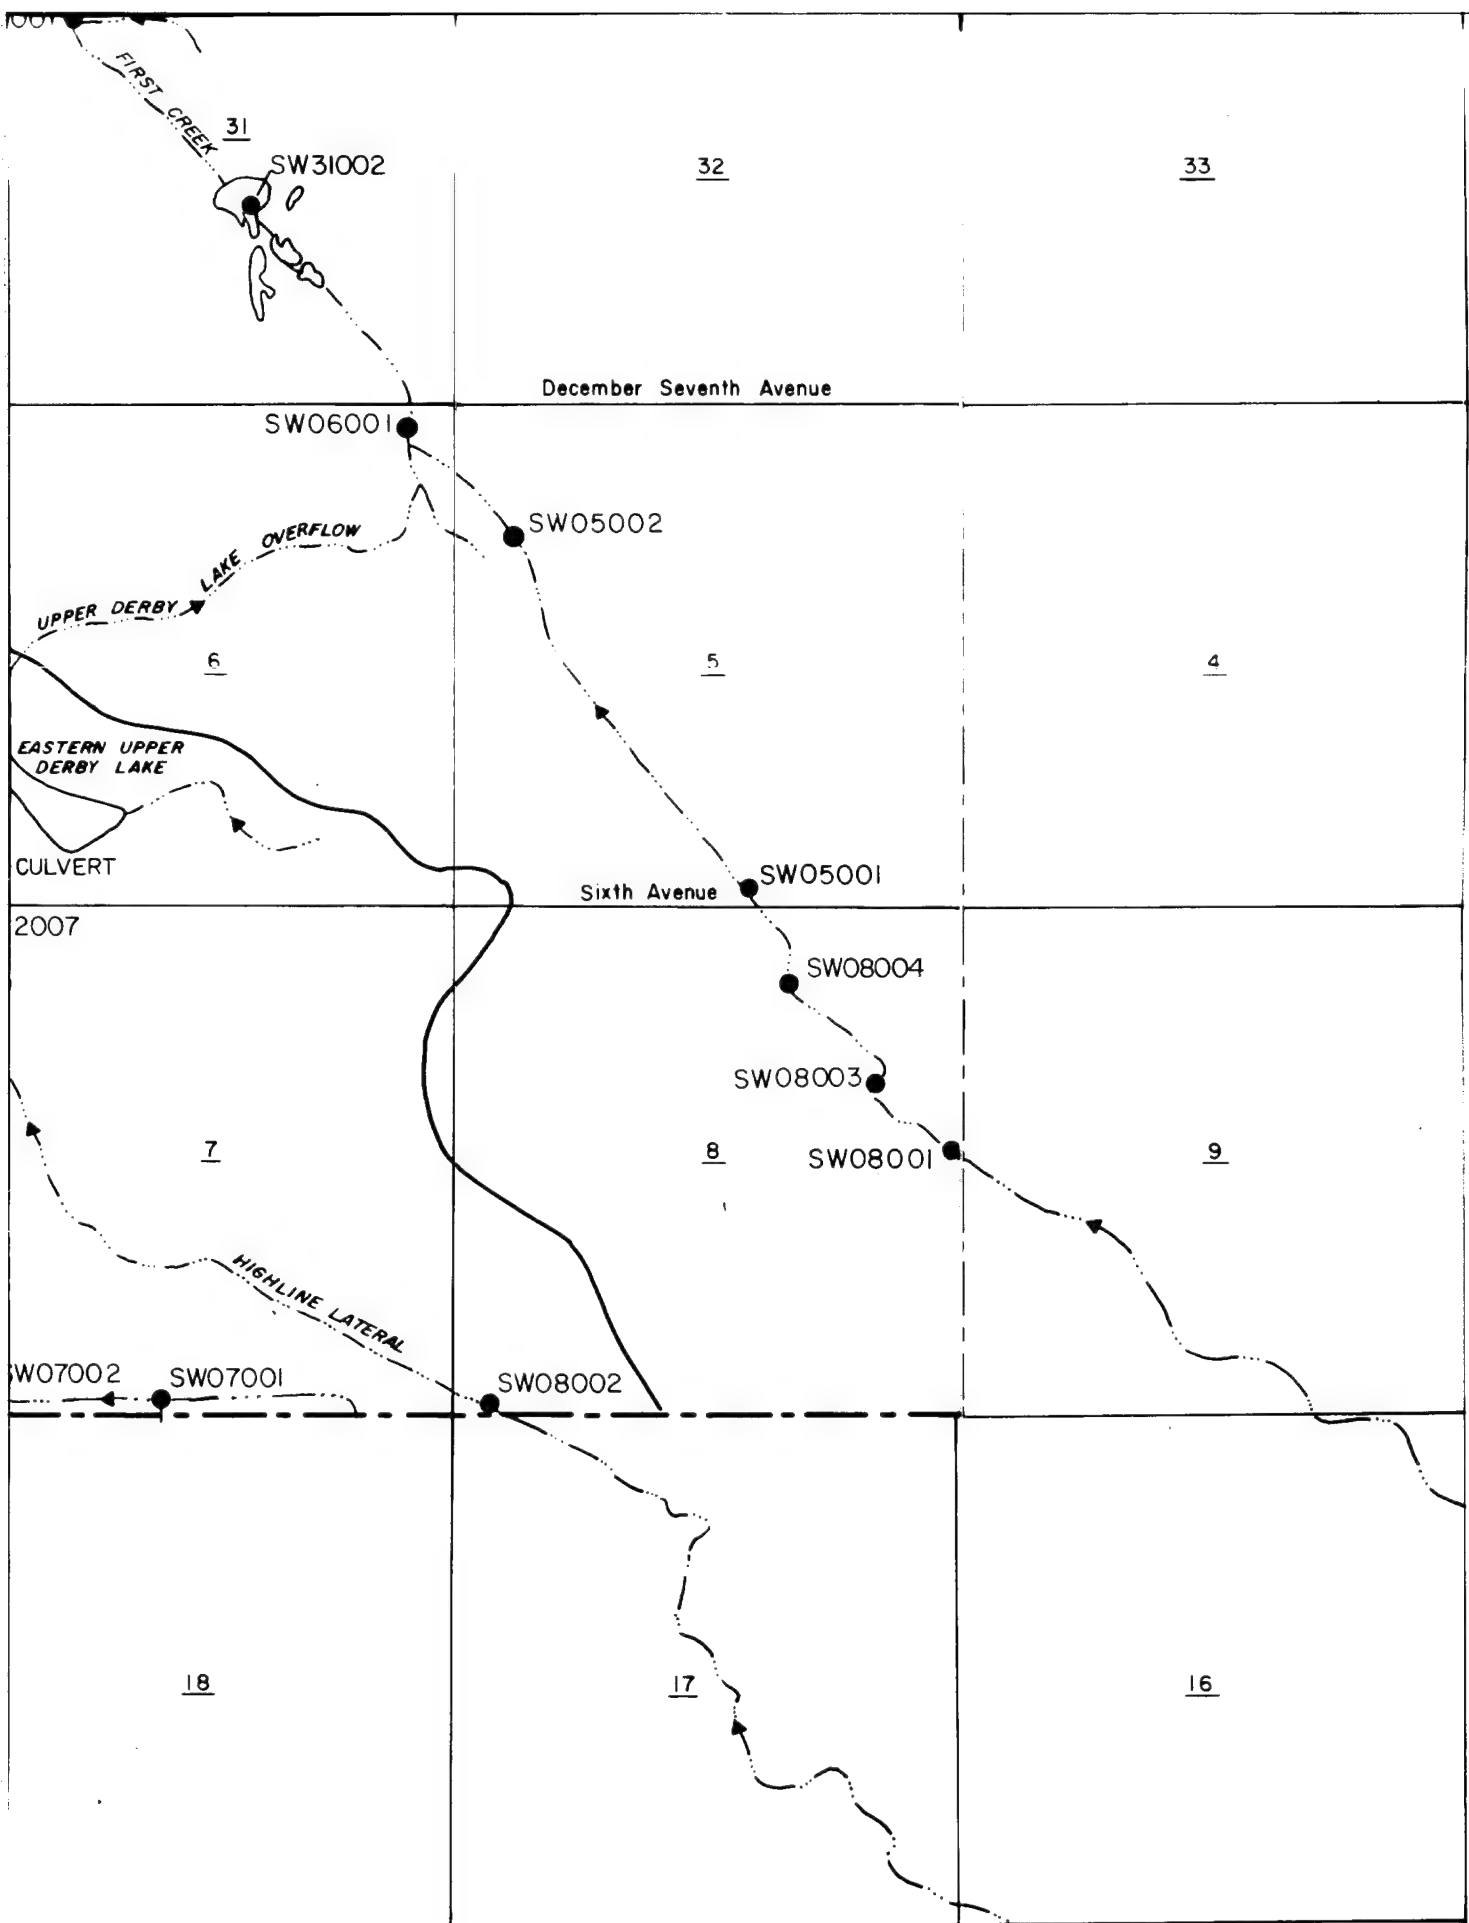 FIRST CREEK
31
SW31002
32
33
December Seventh Avenue
SW06001
SW05002
UPPER DERBY LAKE OVERFLOW
6
5
4
EASTERN UPPER
DERBY LAKE
CULVERT
SW05001
Sixth Avenue
2007
SW08004
SW08003
7
8
SW08001
9
HIGHLINE LATERAL
SW07002
SW07001
SW08002
18
17
16